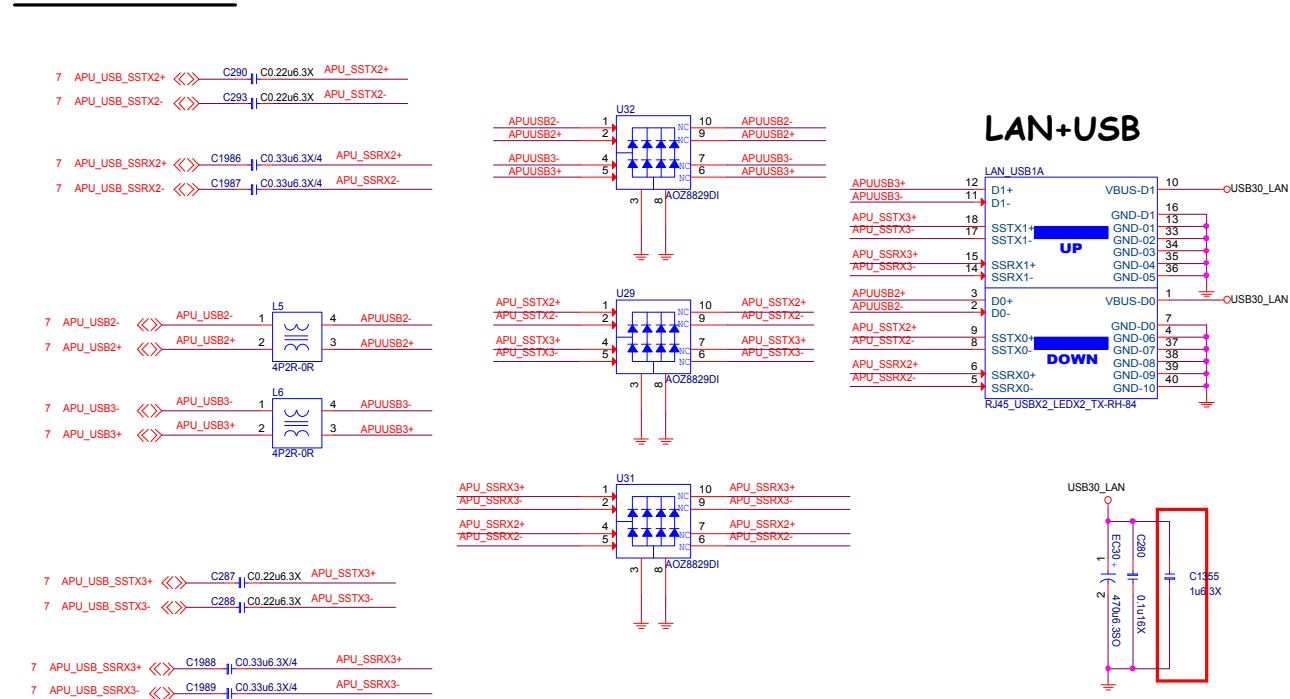 7 APU_USB_SSTX2+ C290 C0.22u6.3X APU_SSTX2+
7 APU_USB_SSTX2- C293 C0.22u6.3X APU_SSTX2-
7 APU_USB_SSRX2+ C1986 C0.33u6.3X/4 APU_SSRX2+
7 APU_USB_SSRX2- C1987 C0.33u6.3X/4 APU_SSRX2-
L5
7 APU_USB2- APU_USB2- 1 4 APUUSB2-
7 APU_USB2+ APU_USB2+ 2 3 APUUSB2+
4P2R-0R
L6
7 APU_USB3- APU_USB3- 1 4 APUUSB3-
7 APU_USB3+ APU_USB3+ 2 3 APUUSB3+
4P2R-0R
7 APU_USB_SSTX3+ C287 C0.22u6.3X APU_SSTX3+
7 APU_USB_SSTX3- C288 C0.22u6.3X APU_SSTX3-
7 APU_USB_SSRX3+ C1988 C0.33u6.3X/4 APU_SSRX3+
7 APU_USB_SSRX3- C1989 C0.33u6.3X/4 APU_SSRX3-
U32
APUUSB2- 1 NC 10 APUUSB2-
APUUSB2+ 2 NC 9 APUUSB2+
APUUSB3- 4 NC 7 APUUSB3-
APUUSB3+ 5 NC 6 APUUSB3+
3 8 AOZ8829DI
U29
APU_SSTX2+ 1 NC 10 APU_SSTX2+
APU_SSTX2- 2 NC 9 APU_SSTX2-
APU_SSTX3+ 4 NC 7 APU_SSTX3+
APU_SSTX3- 5 NC 6 APU_SSTX3-
3 8 AOZ8829DI
U31
APU_SSRX3+ 1 NC 10 APU_SSRX3+
APU_SSRX3- 2 NC 9 APU_SSRX3-
APU_SSRX2+ 4 NC 7 APU_SSRX2+
APU_SSRX2- 5 NC 6 APU_SSRX2-
3 8 AOZ8829DI
LAN+USB
LAN_USB1A
APUUSB3+ 12 D1+ VBUS-D1 10 USB30_LAN
APUUSB3- 11 D1-
GND-D1 16
APU_SSTX3+ 18 SSTX1+ GND-01 13
APU_SSTX3- 17 SSTX1- GND-02 33
UP GND-03 34
APU_SSRX3+ 15 SSRX1+ GND-04 35
APU_SSRX3- 14 SSRX1- GND-05 36
APUUSB2+ 3 D0+ VBUS-D0 1 USB30_LAN
APUUSB2- 2 D0-
GND-D0 7
APU_SSTX2+ 9 SSTX0+ GND-06 4
APU_SSTX2- 8 SSTX0- GND-07 37
DOWN GND-08 38
APU_SSRX2+ 6 SSRX0+ GND-09 39
APU_SSRX2- 5 SSRX0- GND-10 40
RJ45_USBX2_LEDX2_TX-RH-84
USB30_LAN
EC30 + 1 2 470u6.3SO
C280 0.1u16X
C1355
1u6.3X